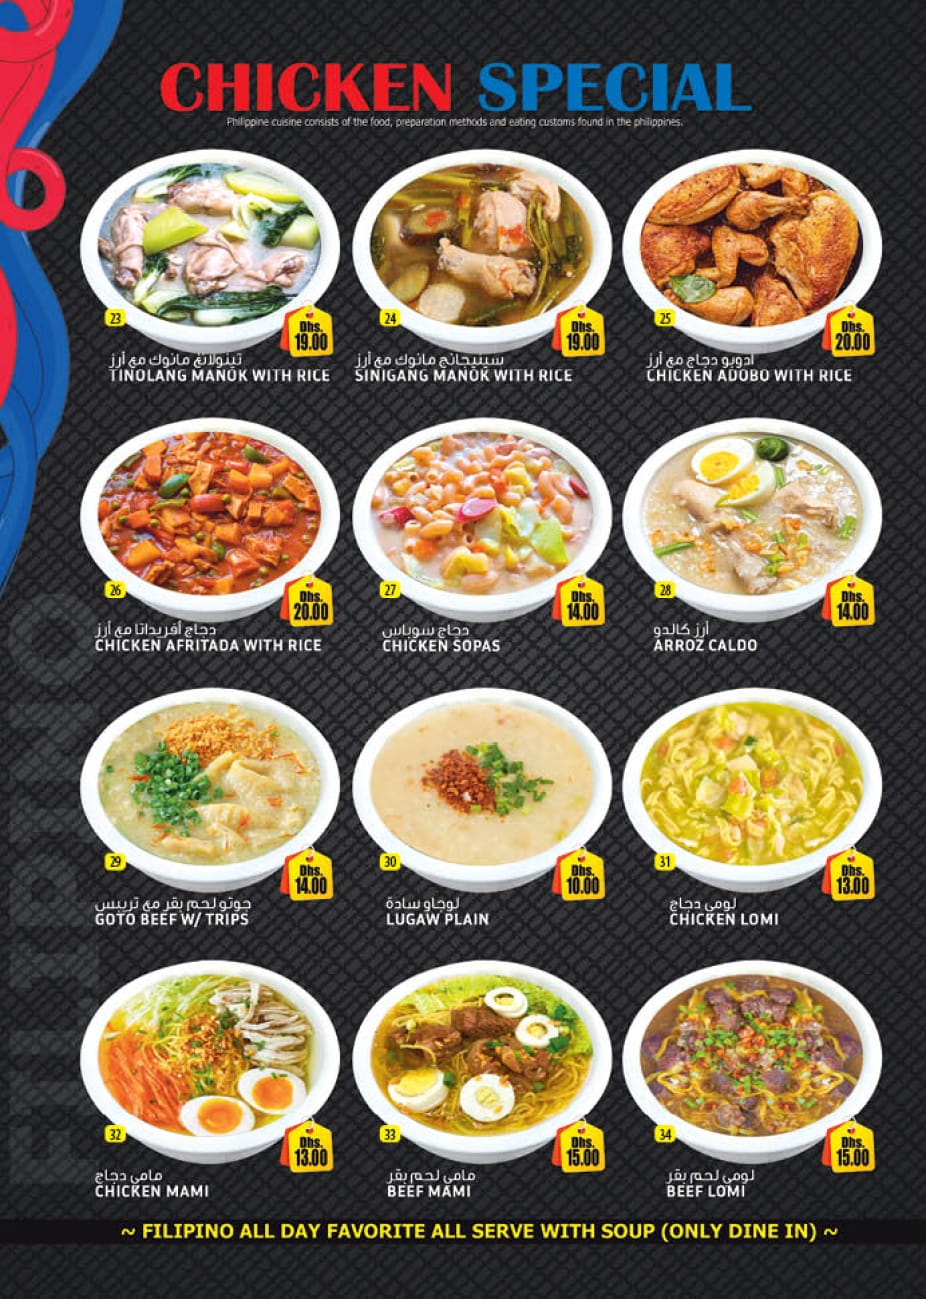 CHICKEN SPECIAL
Philippine cuisine consists of the food, preparation methods and eating customs found in the philippines.
23
Dhs.
19.00
تينولانغ مانوك مع أرز
TINOLANG MANOK WITH RICE
24
Dhs.
19.00
سينيجانج مانوك مع أرز
SINIGANG MANOK WITH RICE
25
Dhs.
20.00
ادوبو دجاج مع أرز
CHICKEN ADOBO WITH RICE
26
Dhs.
20.00
دجاج أفريداتا مع أرز
CHICKEN AFRITADA WITH RICE
27
Dhs.
14.00
دجاج سوباس
CHICKEN SOPAS
28
Dhs.
14.00
أرز كالدو
ARROZ CALDO
29
Dhs.
14.00
جوتو لحم بقر مع تريبس
GOTO BEEF W/ TRIPS
30
Dhs.
10.00
لوجاو سادة
LUGAW PLAIN
31
Dhs.
13.00
لومي دجاج
CHICKEN LOMI
32
Dhs.
13.00
مامي دجاج
CHICKEN MAMI
33
Dhs.
15.00
مامي لحم بقر
BEEF MAMI
34
Dhs.
15.00
لومي لحم بقر
BEEF LOMI
FILIPINO
~ FILIPINO ALL DAY FAVORITE ALL SERVE WITH SOUP (ONLY DINE IN) ~